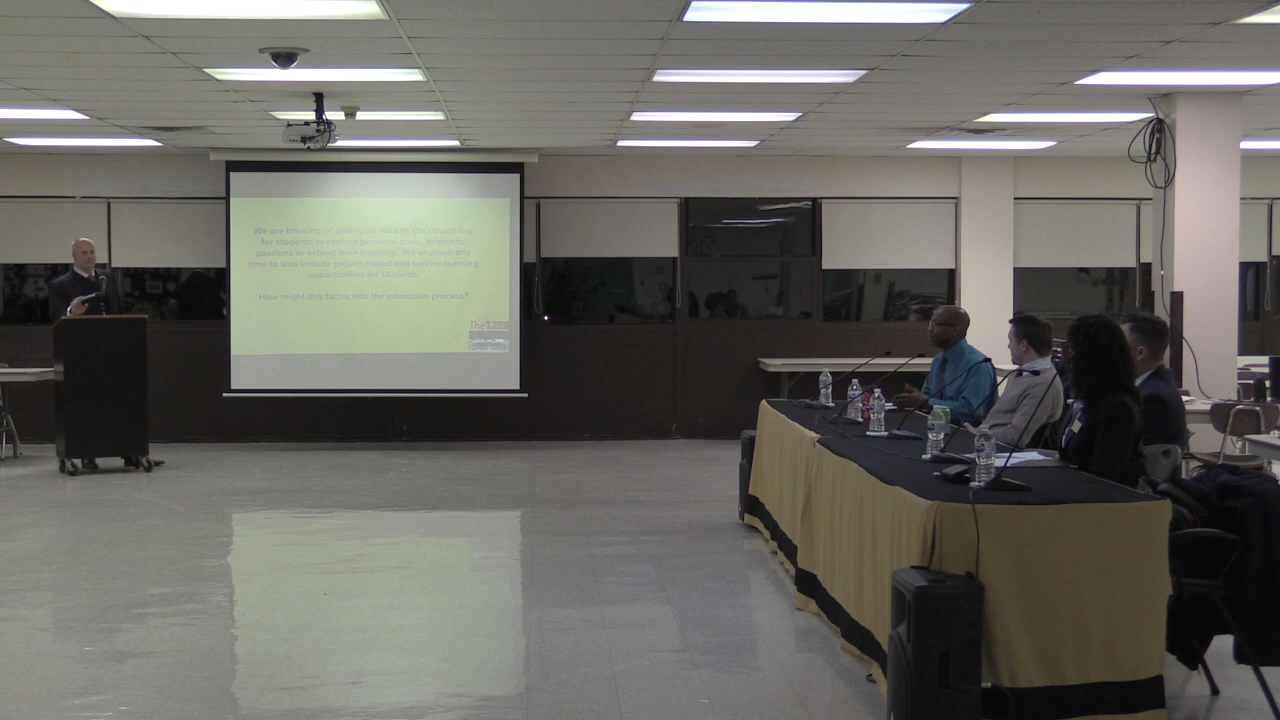 We are thinking of adding an hour to the school day
for students to explore personal goals, interests,
passions or extend their learning. We envision this
time to also include project based and service learning
opportunities for students.
How might this factor into the admission process?